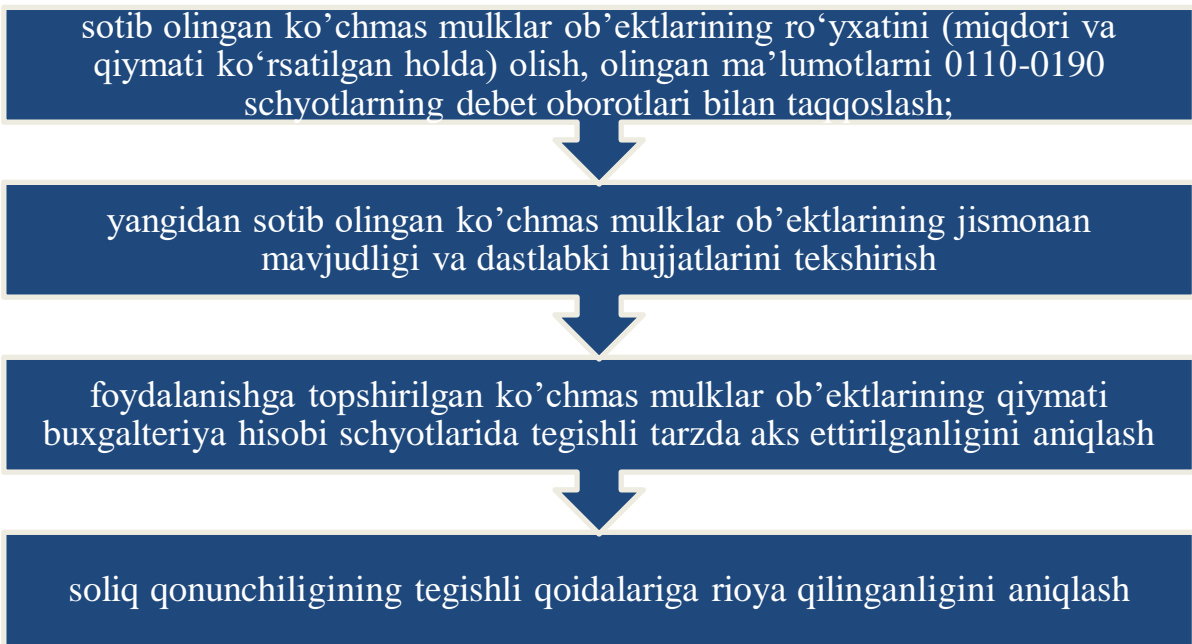 sotib olingan ko’chmas mulklar ob’ektlarining ro‘yxatini (miqdori va
qiymati ko‘rsatilgan holda) olish, olingan ma’lumotlarni 0110-0190
schyotlarning debet oborotlari bilan taqqoslash;
yangidan sotib olingan ko’chmas mulklar ob’ektlarining jismonan
mavjudligi va dastlabki hujjatlarini tekshirish
foydalanishga topshirilgan ko’chmas mulklar ob’ektlarining qiymati
buxgalteriya hisobi schyotlarida tegishli tarzda aks ettirilganligini aniqlash
soliq qonunchiligining tegishli qoidalariga rioya qilinganligini aniqlash